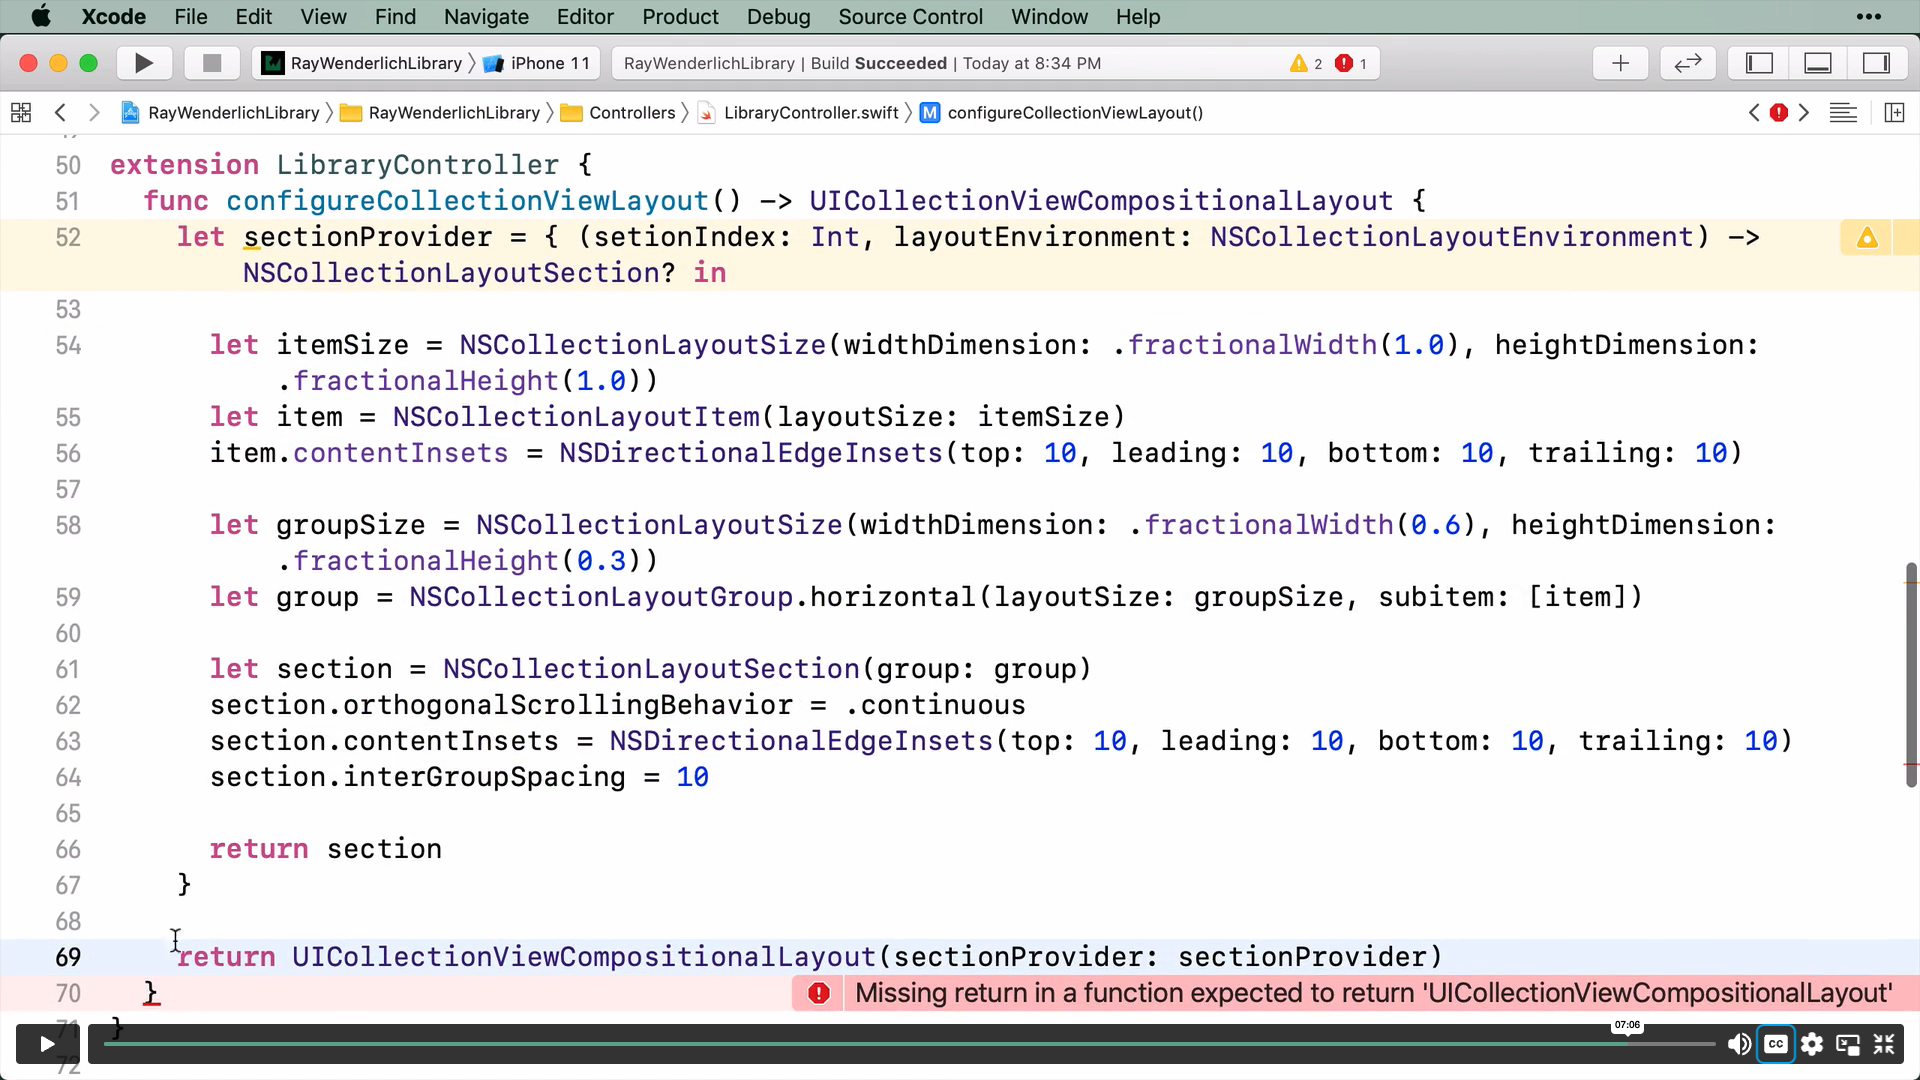 Xcode File Edit View Find Navigate Editor Product Debug Source Control Window Help
RayWenderlichLibrary iPhone 11 RayWenderlichLibrary | Build Succeeded | Today at 8:34 PM 2 1
RayWenderlichLibrary RayWenderlichLibrary Controllers LibraryController.swift M configureCollectionViewLayout()
50 extension LibraryController {
51 func configureCollectionViewLayout() -> UICollectionViewCompositionalLayout {
52 let sectionProvider = { (setionIndex: Int, layoutEnvironment: NSCollectionLayoutEnvironment) ->
NSCollectionLayoutSection? in
53
54 let itemSize = NSCollectionLayoutSize(widthDimension: .fractionalWidth(1.0), heightDimension:
.fractionalHeight(1.0))
55 let item = NSCollectionLayoutItem(layoutSize: itemSize)
56 item.contentInsets = NSDirectionalEdgeInsets(top: 10, leading: 10, bottom: 10, trailing: 10)
57
58 let groupSize = NSCollectionLayoutSize(widthDimension: .fractionalWidth(0.6), heightDimension:
.fractionalHeight(0.3))
59 let group = NSCollectionLayoutGroup.horizontal(layoutSize: groupSize, subitem: [item])
60
61 let section = NSCollectionLayoutSection(group: group)
62 section.orthogonalScrollingBehavior = .continuous
63 section.contentInsets = NSDirectionalEdgeInsets(top: 10, leading: 10, bottom: 10, trailing: 10)
64 section.interGroupSpacing = 10
65
66 return section
67 }
68
69 return UICollectionViewCompositionalLayout(sectionProvider: sectionProvider)
70 } Missing return in a function expected to return 'UICollectionViewCompositionalLayout'
71 }
07:06
CC
72